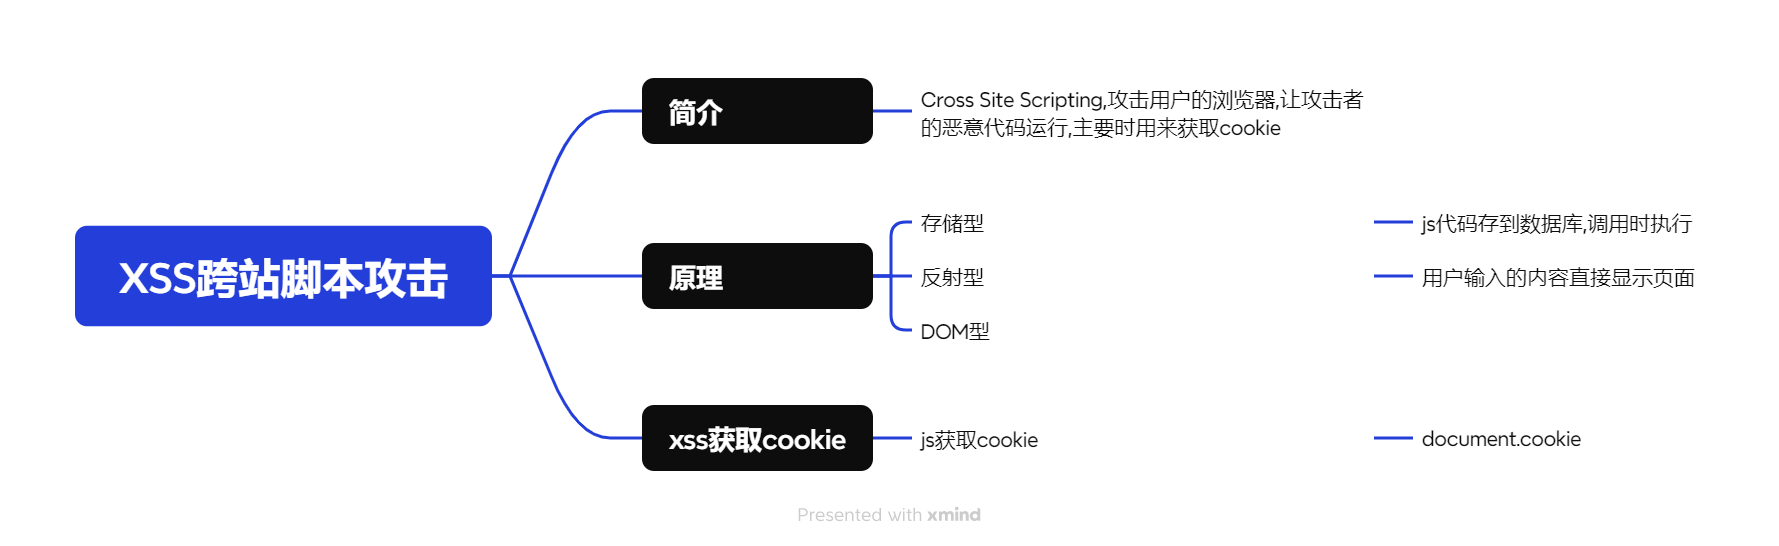 XSS跨站脚本攻击
简介
Cross Site Scripting,攻击用户的浏览器,让攻击者
的恶意代码运行,主要时用来获取cookie
原理
存储型
js代码存到数据库,调用时执行
反射型
用户输入的内容直接显示页面
DOM型
xss获取cookie
js获取cookie
document.cookie
Presented with xmind